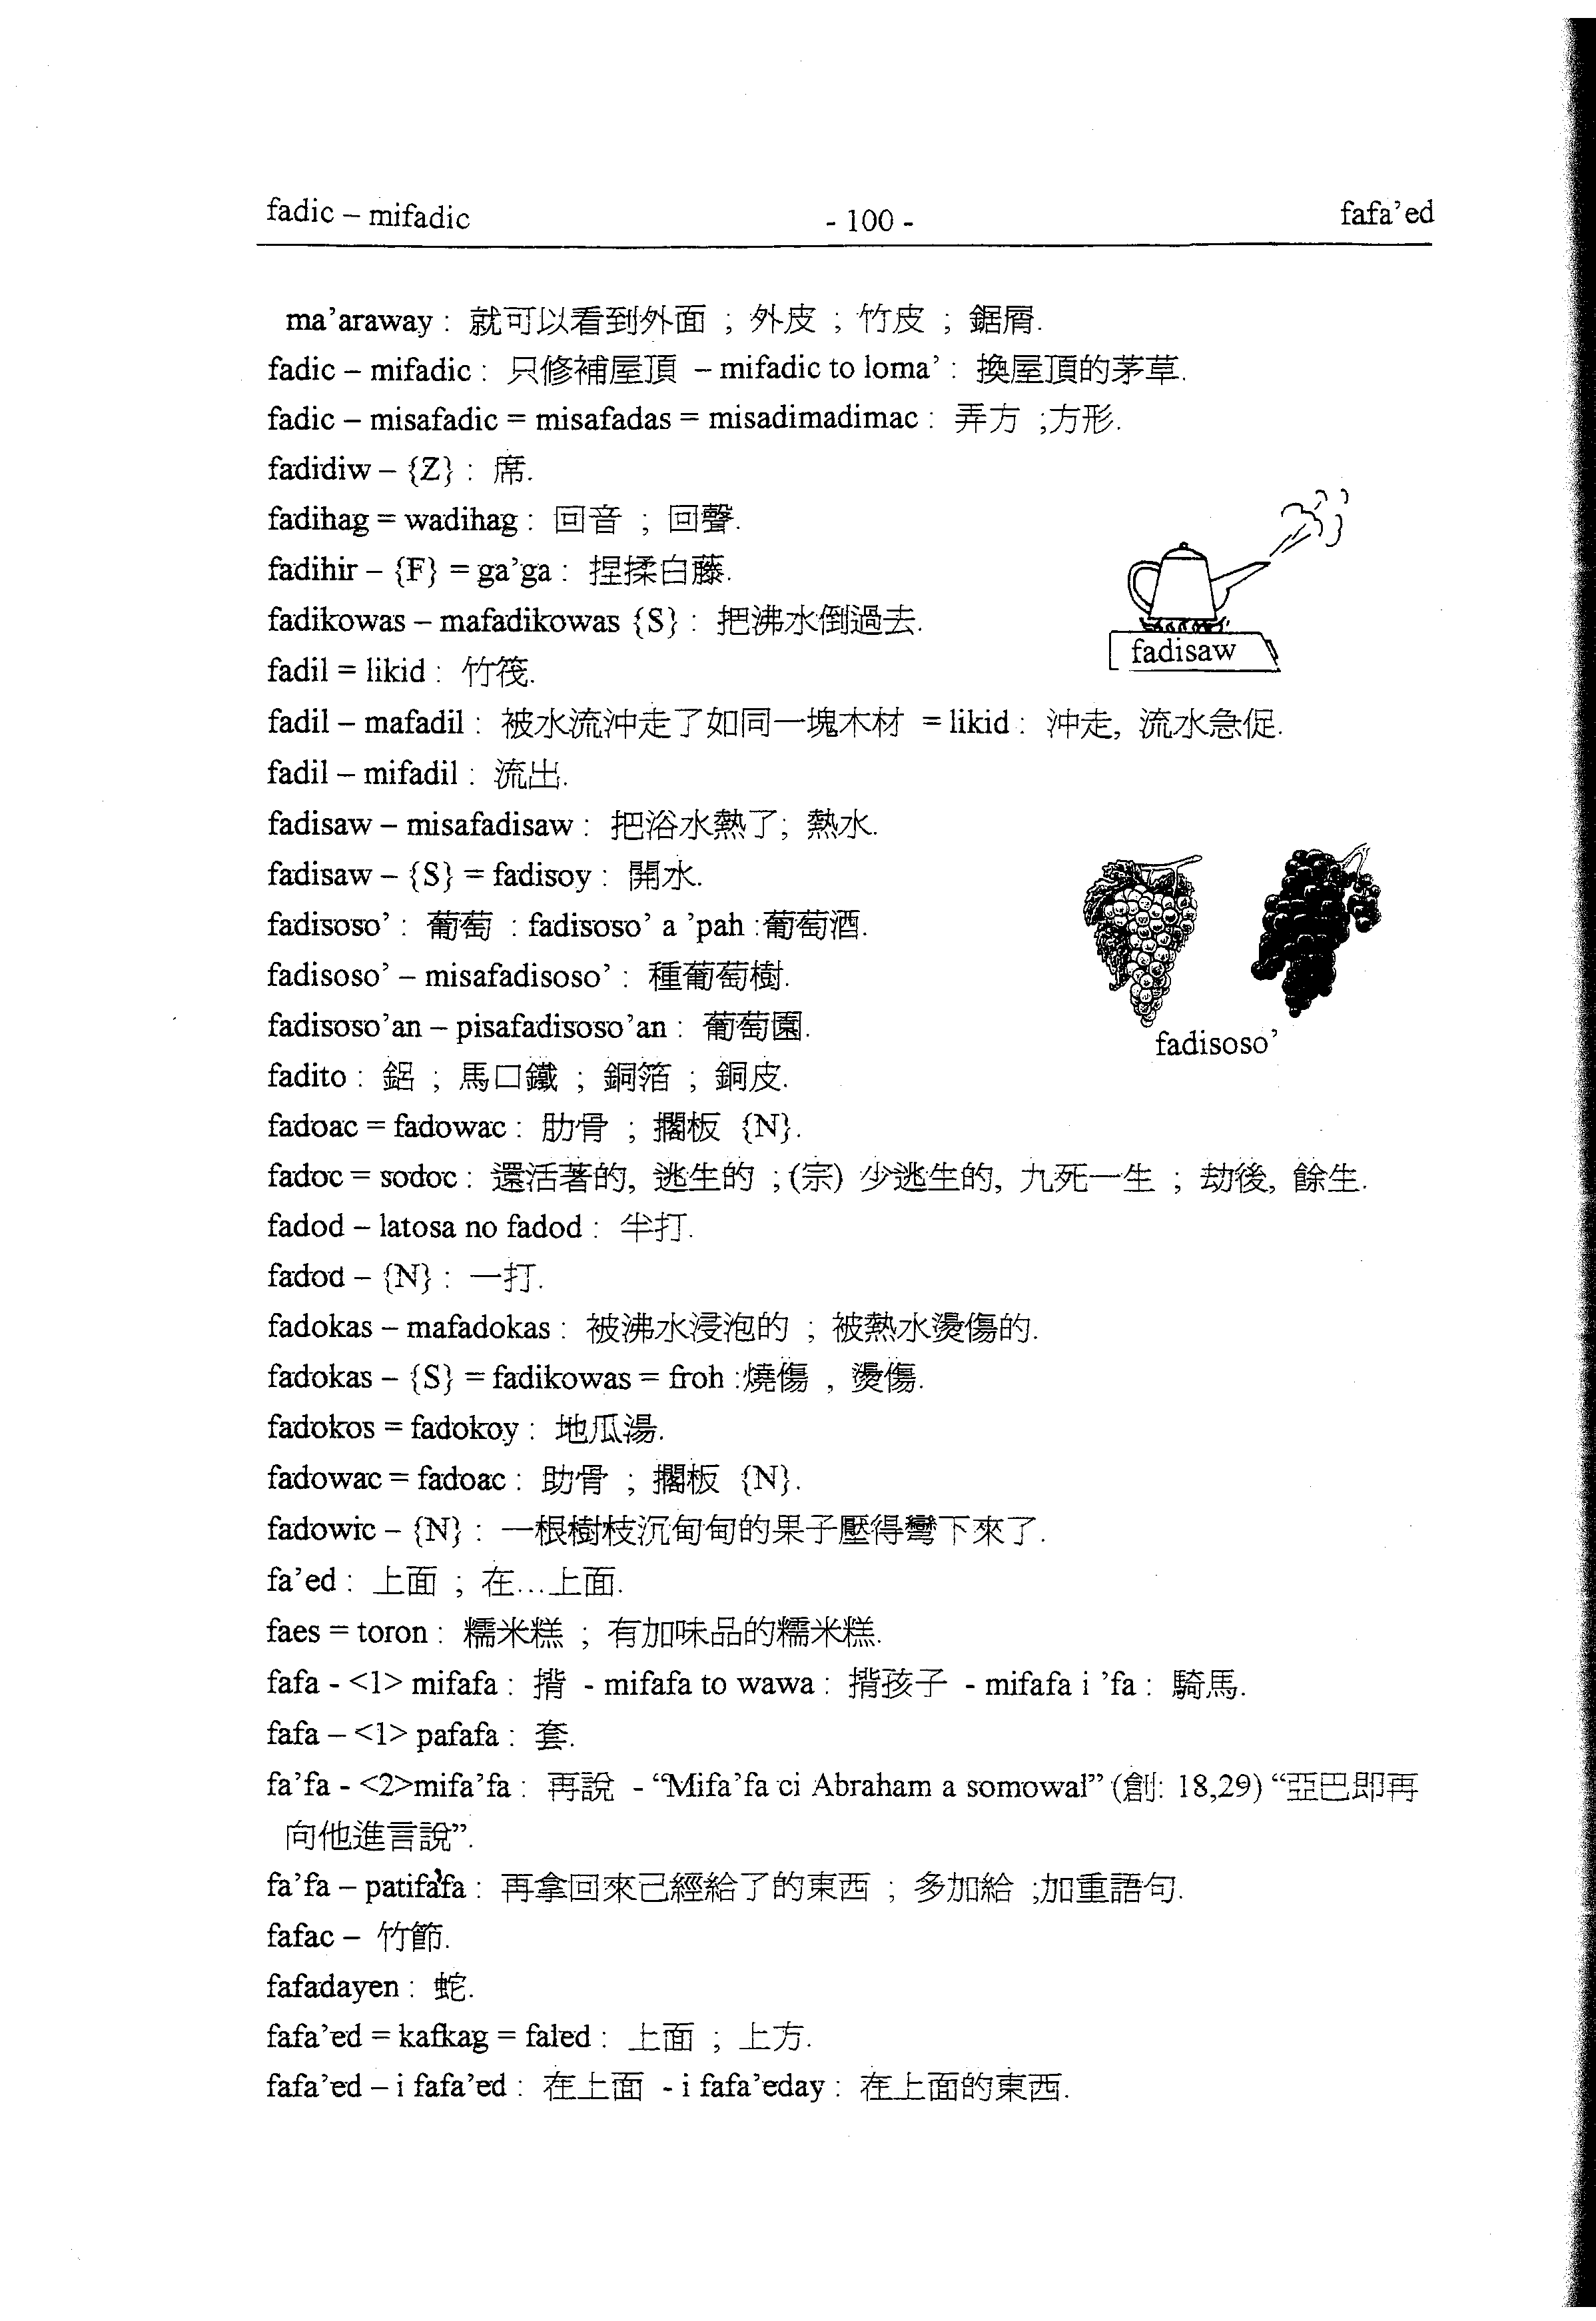 fadic – mifadic - 100 - fafa’ed
ma’araway : 就可以看到外面 ; 外皮 ; 竹皮 ; 鋸屑.
fadic – mifadic : 只修補屋頂 – mifadic to loma’ : 換屋頂的茅草.
fadic – misafadic = misafadas = misadimadimac : 弄方 ;方形.
fadidiw – {Z} : 席.
fadihag = wadihag : 回音 ; 回聲.
fadihir – {F} = ga’ga : 捏揉白藤.
fadikowas – mafadikowas {S} : 把沸水倒過去.
fadisaw
fadil = likid : 竹筏.
fadil – mafadil : 被水流沖走了如同一塊木材 = likid : 沖走, 流水急促.
fadil – mifadil : 流出.
fadisaw – misafadisaw : 把浴水熱了; 熱水.
fadisaw – {S} = fadisoy : 開水.
fadisoso’ : 葡萄 : fadisoso’ a ’pah :葡萄酒.
fadisoso’ – misafadisoso’ : 種葡萄樹.
fadisoso’an – pisafadisoso’an : 葡萄園.
fadisoso’
fadito : 鋁 ; 馬口鐵 ; 銅箔 ; 銅皮.
fadoac = fadowac : 肋骨 ; 擱板 {N}.
fadoc = sodoc : 還活著的, 逃生的 ; (宗) 少逃生的, 九死一生 ; 劫後, 餘生.
fadod – latosa no fadod : 半打.
fadod – {N} : 一打.
fadokas – mafadokas : 被沸水浸泡的 ; 被熱水燙傷的.
fadokas – {S} = fadikowas = froh :燒傷 , 燙傷.
fadokos = fadokoy : 地瓜湯.
fadowac = fadoac : 助骨 ; 擱板 {N}.
fadowic – {N} : 一根樹枝沉甸甸的果子壓得彎下來了.
fa’ed : 上面 ; 在…上面.
faes = toron : 糯米糕 ; 有加味品的糯米糕.
fafa - <1> mifafa : 揹 - mifafa to wawa : 揹孩子 - mifafa i ’fa : 騎馬.
fafa – <1> pafafa : 套.
fa’fa - <2>mifa’fa : 再說 - “Mifa’fa ci Abraham a somowal” (創: 18,29) “亞巴郎再
向他進言說”.
fa’fa – patifa’fa : 再拿回來己經給了的東西 ; 多加給 ;加重語句.
fafac – 竹節.
fafadayen : 蛇.
fafa’ed = kafkag = faled : 上面 ; 上方.
fafa’ed – i fafa’ed : 在上面 - i fafa’eday : 在上面的東西.